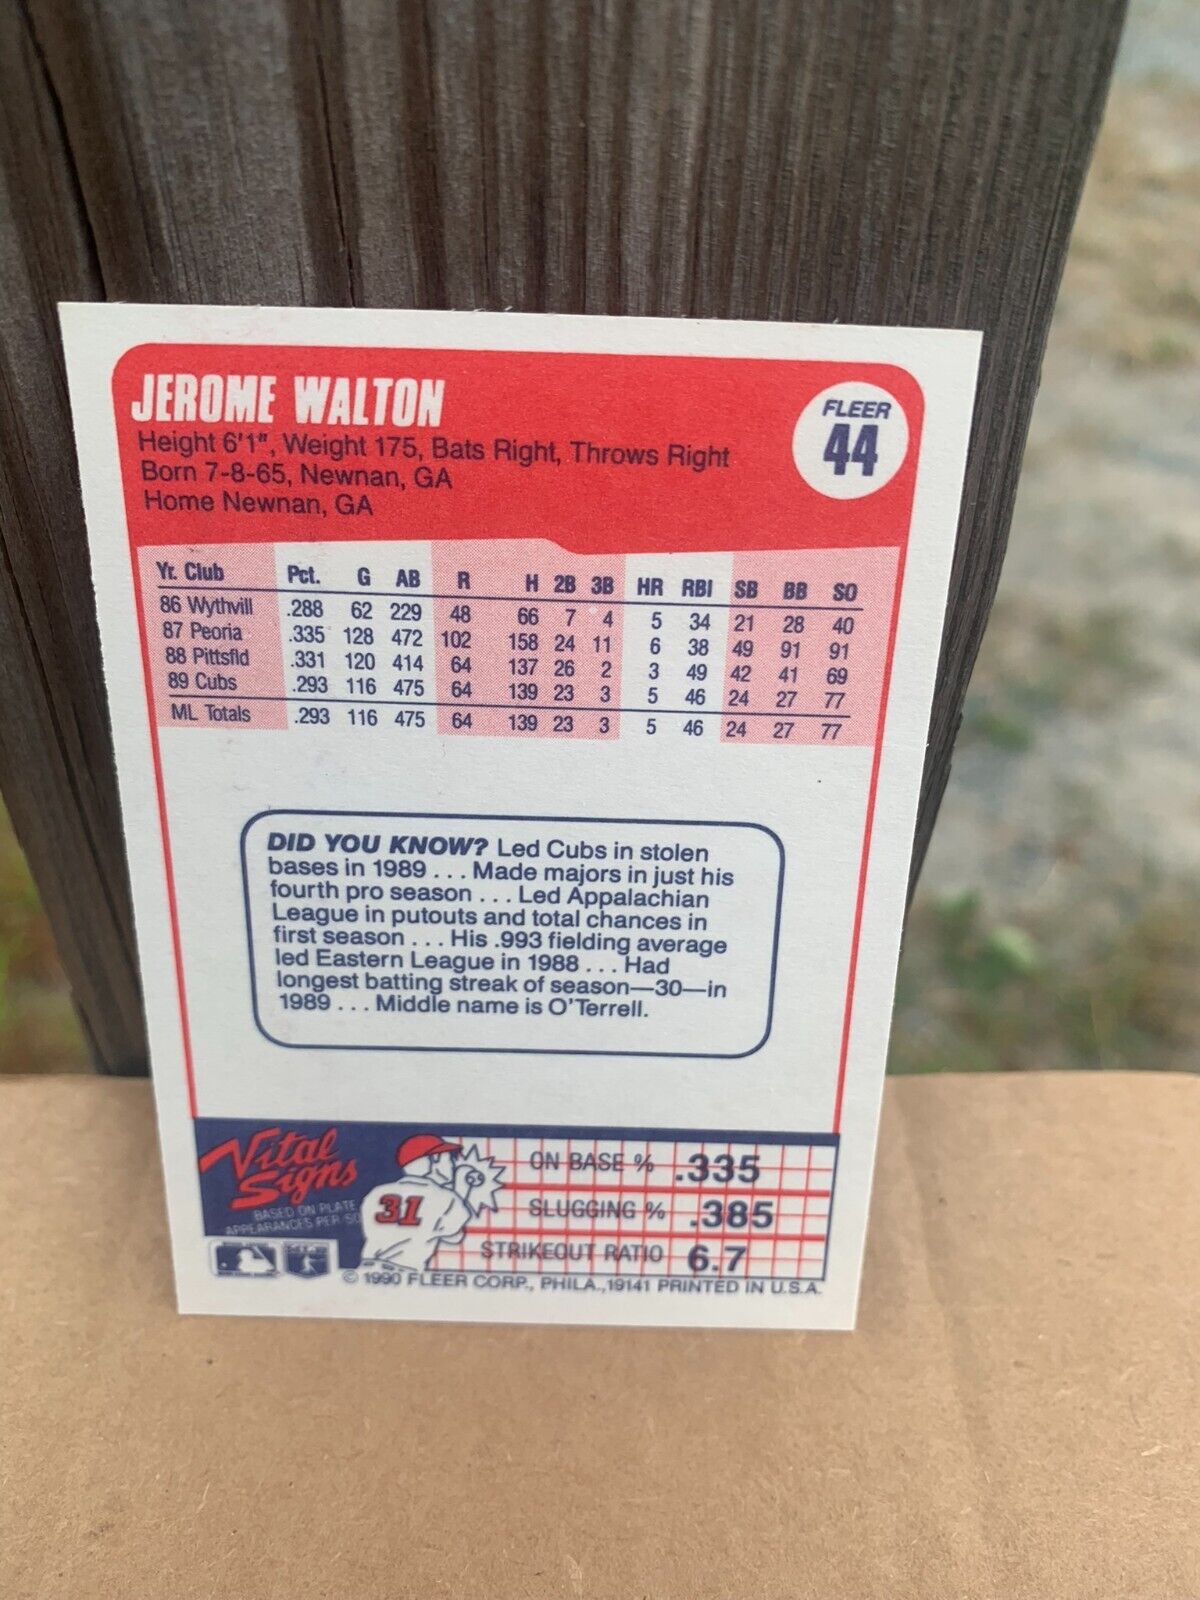 JEROME WALTON
FLEER
44
Height 6'1", Weight 175, Bats Right, Throws Right
Born 7-8-65, Newnan, GA
Home Newnan, GA
Yr. Club Pct. G AB R H 2B 3B HR RBI SB BB SO
86 Wythvill .288 62 229 48 66 7 4 5 34 21 28 40
87 Peoria .335 128 472 102 158 24 11 6 38 49 91 91
88 Pittsfld .331 120 414 64 137 26 2 3 49 42 41 69
89 Cubs .293 116 475 64 139 23 3 5 46 24 27 77
ML Totals .293 116 475 64 139 23 3 5 46 24 27 77
DID YOU KNOW? Led Cubs in stolen
bases in 1989 . . . Made majors in just his
fourth pro season . . . Led Appalachian
League in putouts and total chances in
first season . . . His .993 fielding average
led Eastern League in 1988 . . . Had
longest batting streak of season—30—in
1989 . . . Middle name is O'Terrell.
Vital
Signs
BASED ON PLATE
APPEARANCES PER SO
31
ON BASE % .335
SLUGGING % .385
STRIKEOUT RATIO 6.7
© 1990 FLEER CORP., PHILA., 19141 PRINTED IN U.S.A.